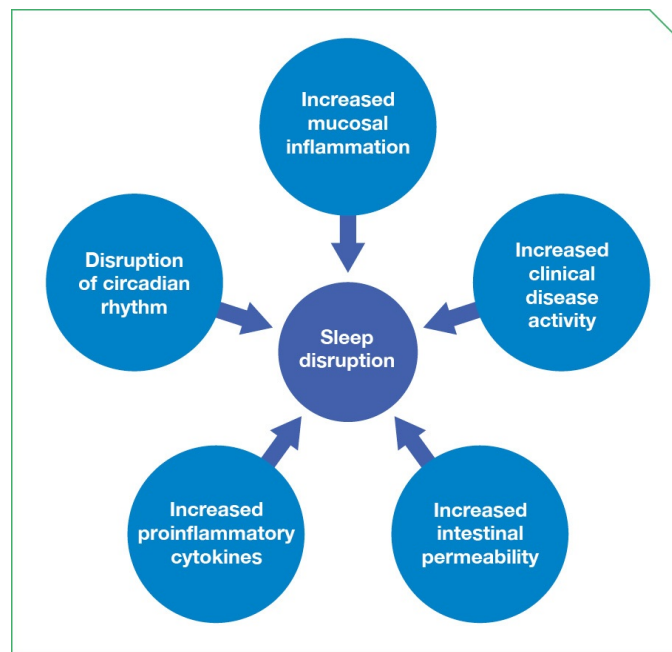 Increased
mucosal
inflammation
Disruption
of circadian
rhythm
Increased
clinical
disease
activity
Sleep
disruption
Increased
proinflammatory
cytokines
Increased
intestinal
permeability